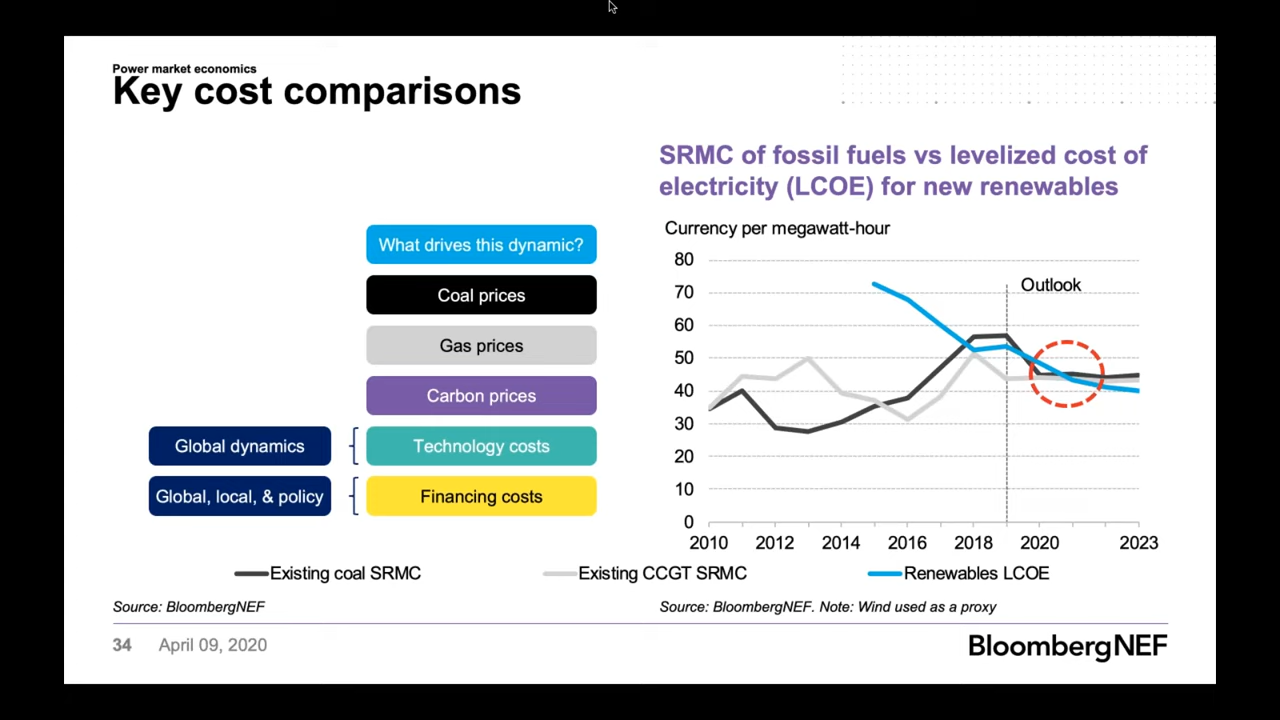 Power market economics
Key cost comparisons
SRMC of fossil fuels vs levelized cost of
electricity (LCOE) for new renewables
What drives this dynamic?
Coal prices
Gas prices
Carbon prices
Global dynamics
Technology costs
Global, local, & policy
Financing costs
Currency per megawatt-hour
80
70
60
50
40
30
20
10
0
Outlook
2010 2012 2014 2016 2018 2020 2023
Existing coal SRMC Existing CCGT SRMC Renewables LCOE
Source: BloombergNEF
Source: BloombergNEF. Note: Wind used as a proxy
34 April 09, 2020
BloombergNEF